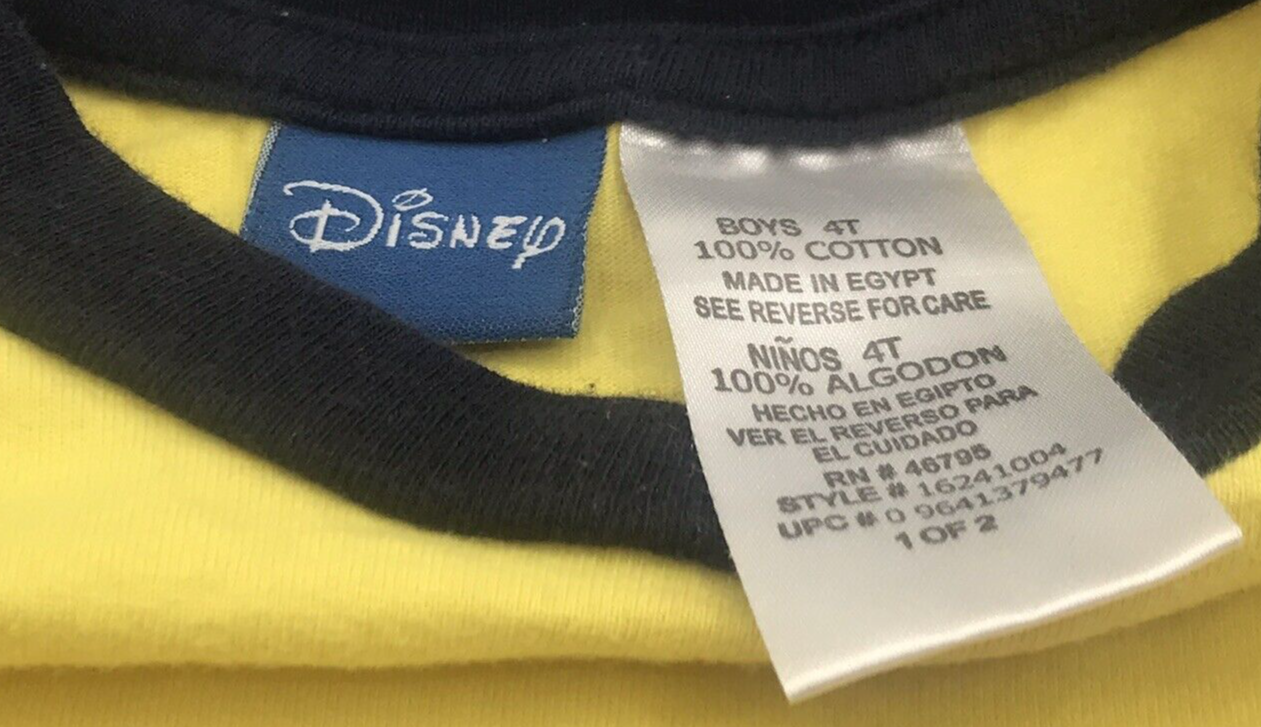 Disney
BOYS 4T
100% COTTON
MADE IN EGYPT
SEE REVERSE FOR CARE
NIÑOS 4T
100% ALGODON
HECHO EN EGIPTO
VER EL REVERSO PARA
EL CUIDADO
RN # 46795
STYLE # 16241004
UPC # 0 9641379477
1 OF 2